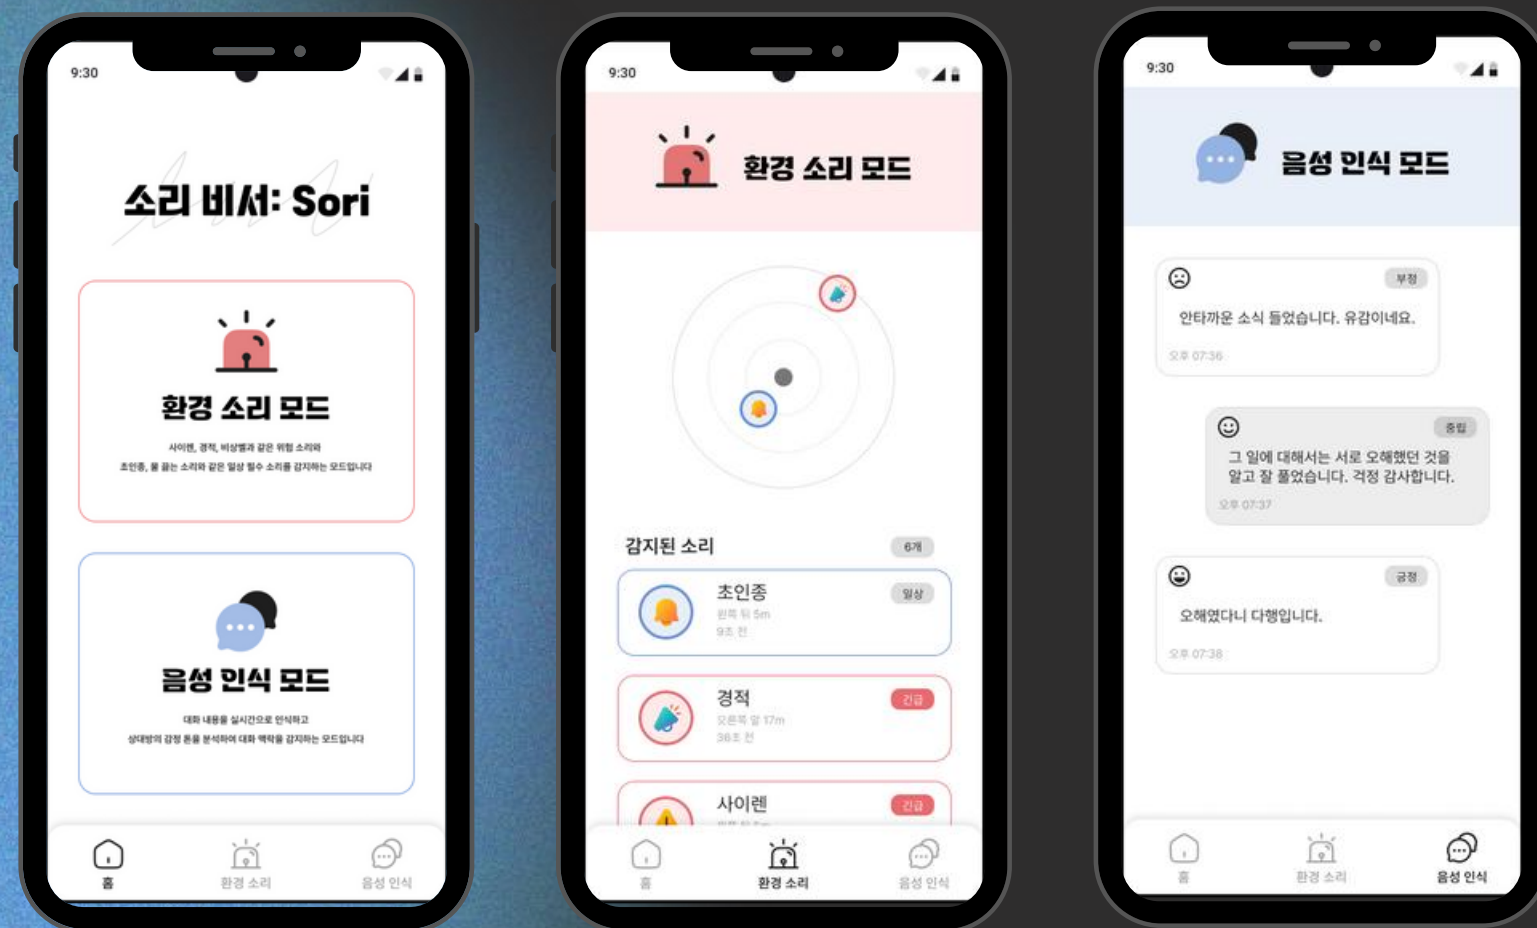 9:30
소리 비서: Sori
환경 소리 모드
사이렌, 경적, 비상벨과 같은 위험 소리와
초인종, 물 끓는 소리와 같은 일상 필수 소리를 감지하는 모드입니다
음성 인식 모드
대화 내용을 실시간으로 인식하고
상대방의 감정 톤을 분석하여 대화 맥락을 감지하는 모드입니다
홈
환경 소리
음성 인식
9:30
환경 소리 모드
감지된 소리
6개
초인종
일상
왼쪽 뒤 5m
9초 전
경적
긴급
오른쪽 앞 17m
36초 전
사이렌
긴급
홈
환경 소리
음성 인식
9:30
음성 인식 모드
부정
안타까운 소식 들었습니다. 유감이네요.
오후 07:36
중립
그 일에 대해서는 서로 오해했던 것을
알고 잘 풀었습니다. 걱정 감사합니다.
오후 07:37
긍정
오해였다니 다행입니다.
오후 07:38
홈
환경 소리
음성 인식